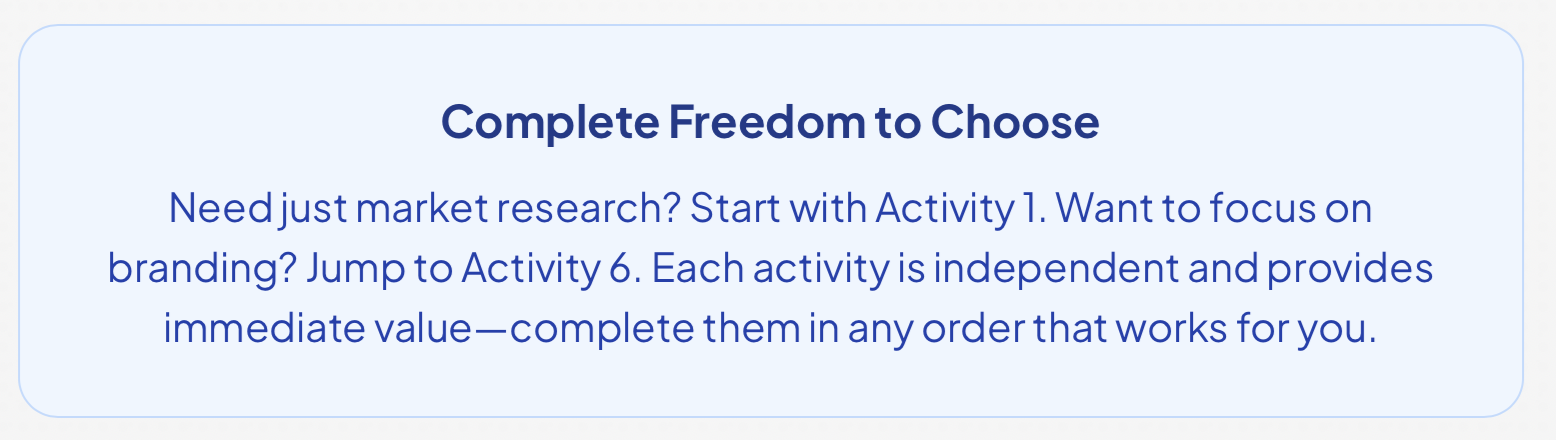 Complete Freedom to Choose
Need just market research? Start with Activity 1. Want to focus on
branding? Jump to Activity 6. Each activity is independent and provides
immediate value—complete them in any order that works for you.